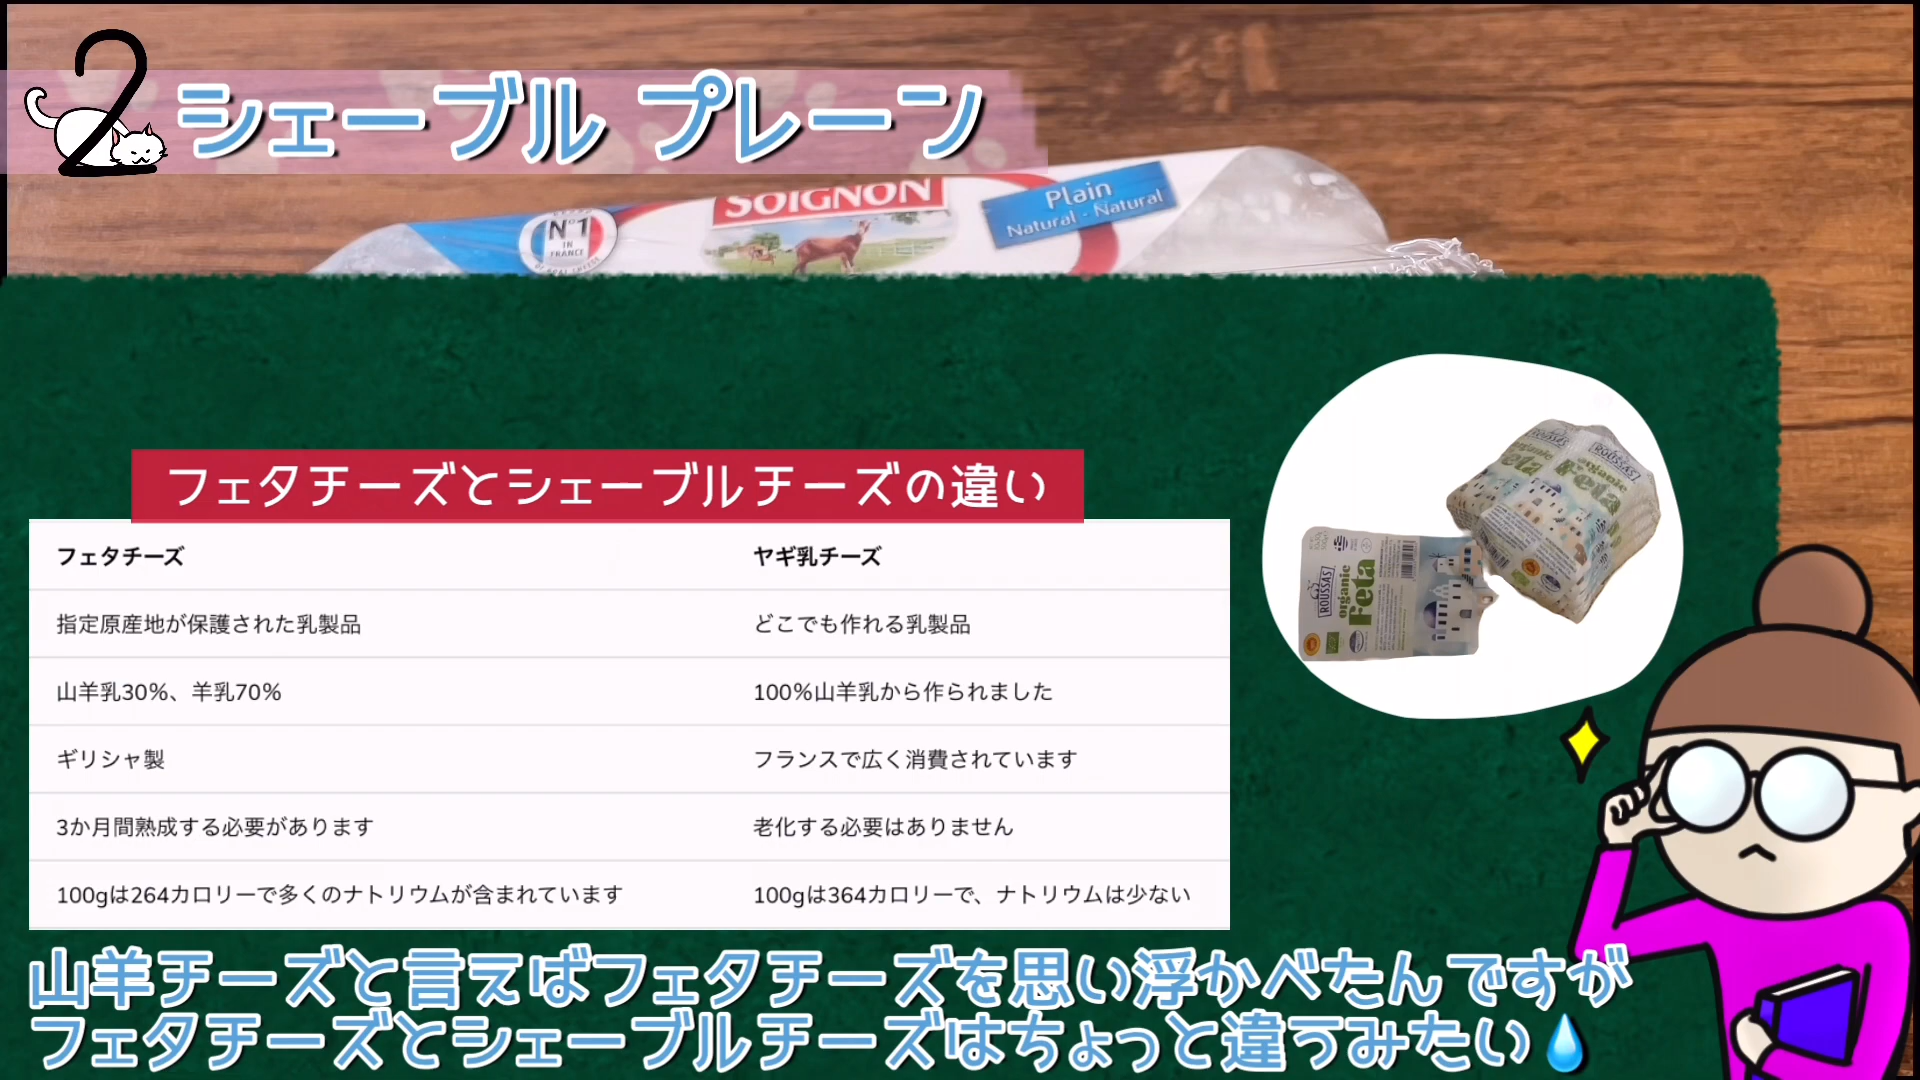 2
シェーブル プレーン
SOIGNON
Plain
Natural - Natural
N°1
IN
FRANCE
フェタチーズとシェーブルチーズの違い
フェタチーズ ヤギ乳チーズ
指定原産地が保護された乳製品 どこでも作れる乳製品
山羊乳30%、羊乳70% 100%山羊乳から作られました
ギリシャ製 フランスで広く消費されています
3か月間熟成する必要があります 老化する必要はありません
100gは264カロリーで多くのナトリウムが含まれています 100gは364カロリーで、ナトリウムは少ない
ROUSSAS
organic
Feta
ROUSSAS
organic
Feta
山羊チーズと言えばフェタチーズを思い浮かべたんですが
フェタチーズとシェーブルチーズはちょっと違うみたい💧